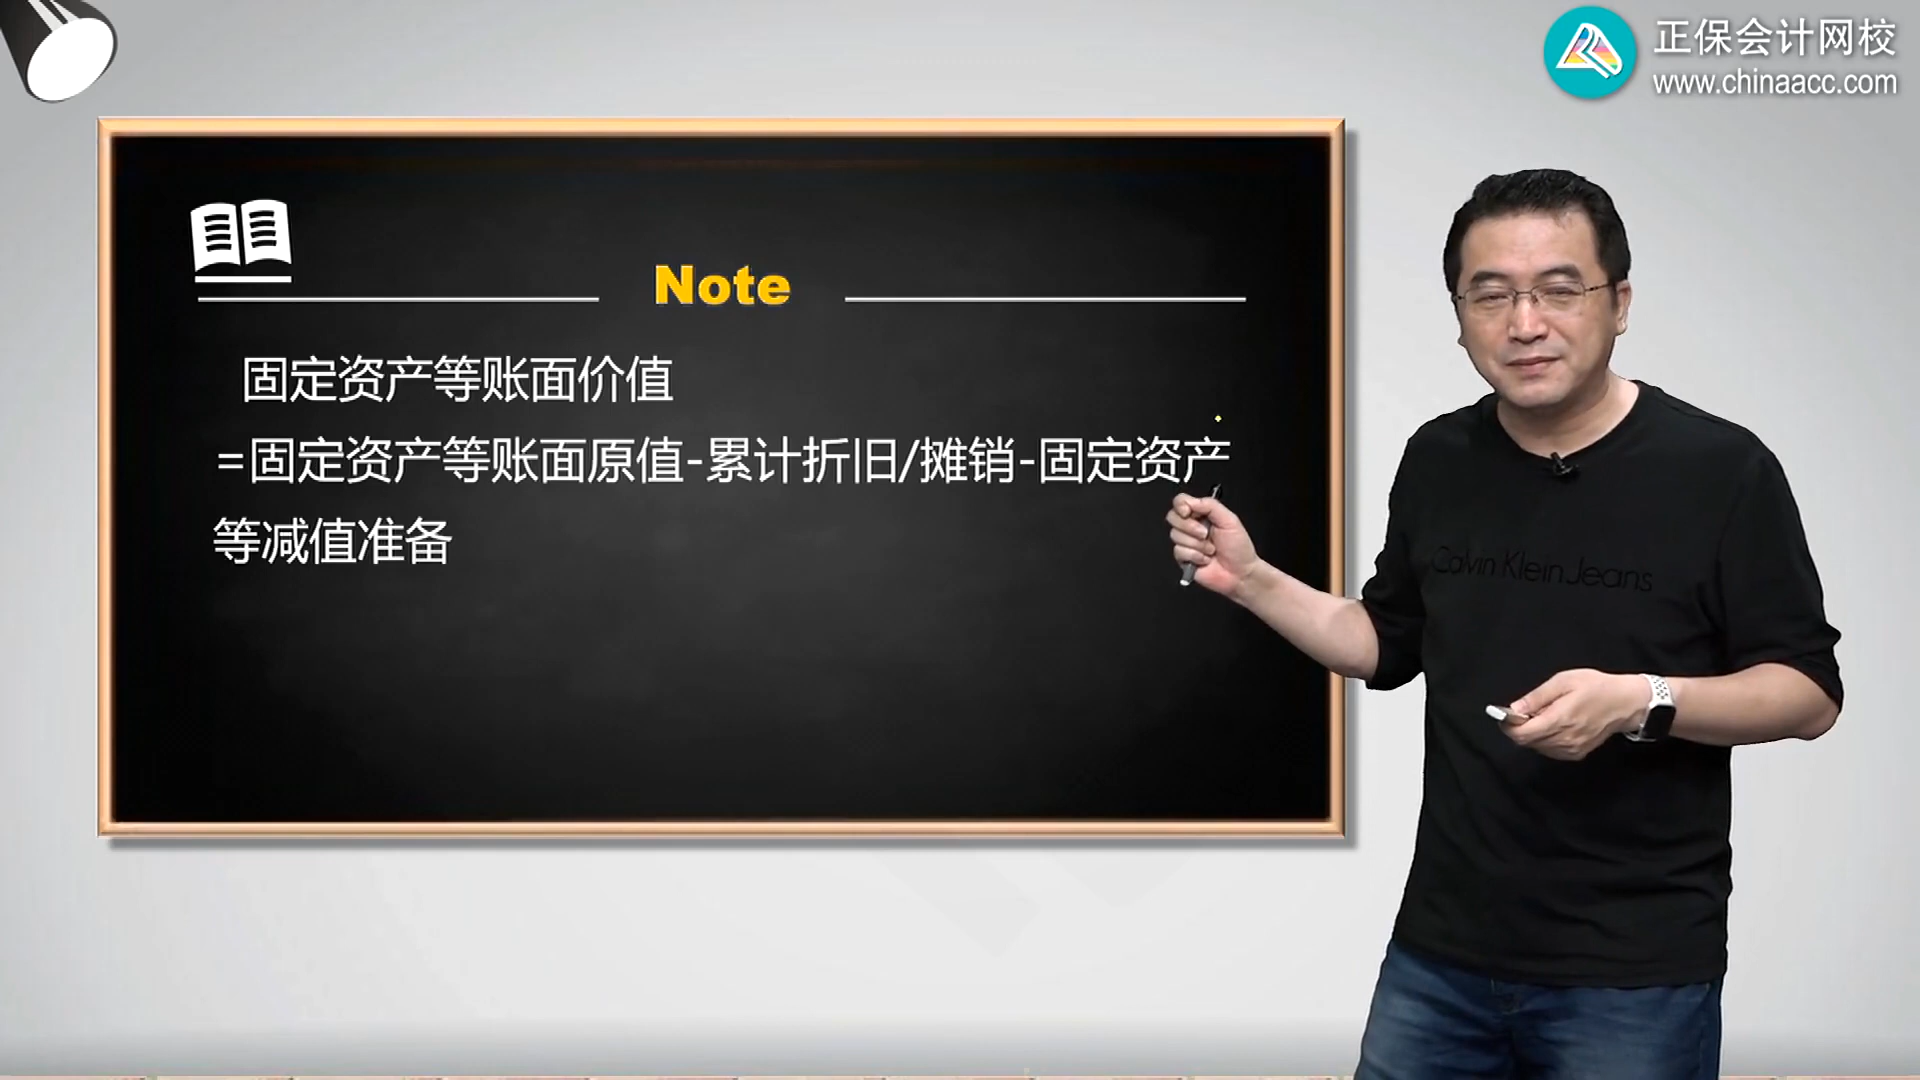 正保会计网校
www.chinaacc.com
Note
固定资产等账面价值
=固定资产等账面原值-累计折旧/摊销-固定资产
等减值准备
Calvin Klein Jeans